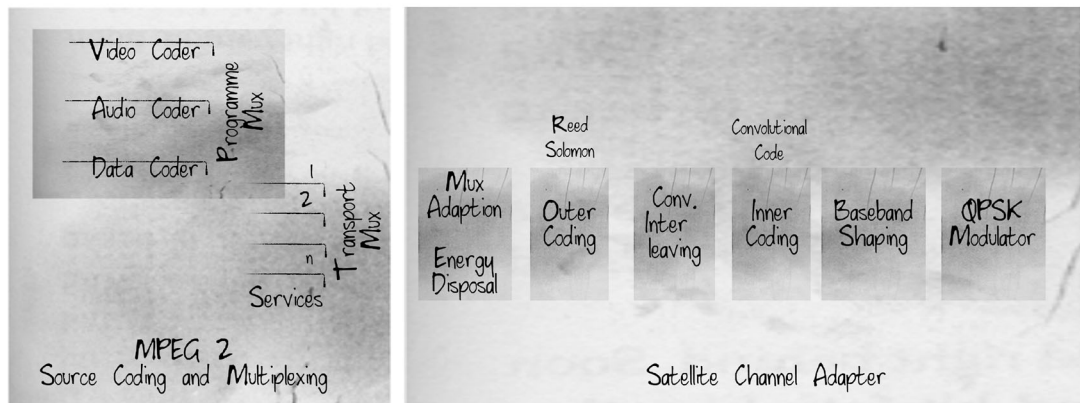 Video Coder
Audio Coder
Data Coder
Programme
Mux
1
2
n
Services
Transport
Mux
MPEG 2
Source Coding and Multiplexing
Reed
Solomon
Convolutional
Code
Mux
Adaption
Energy
Disposal
Outer
Coding
Conv.
Inter
leaving
Inner
Coding
Baseband
Shaping
QPSK
Modulator
Satellite Channel Adapter